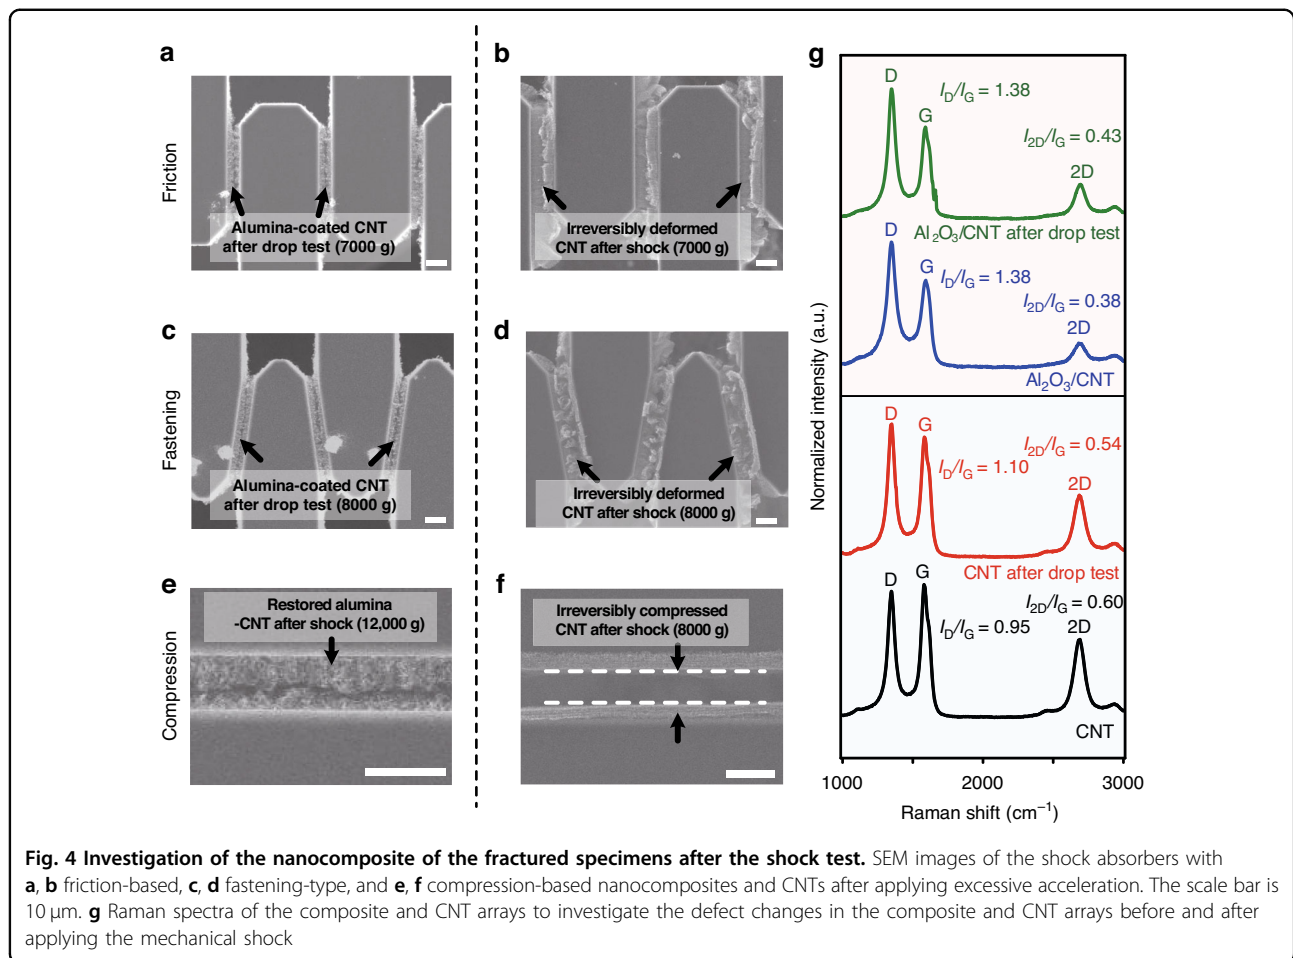 a
b
Friction
Alumina-coated CNT
after drop test (7000 g)
Irreversibly deformed
CNT after shock (7000 g)
c
d
Fastening
Alumina-coated CNT
after drop test (8000 g)
Irreversibly deformed
CNT after shock (8000 g)
e
f
Compression
Restored alumina
-CNT after shock (12,000 g)
Irreversibly compressed
CNT after shock (8000 g)
g
Normalized intensity (a.u.)
D
G
I_D/I_G = 1.38
I_2D/I_G = 0.43
2D
Al₂O₃/CNT after drop test
D
G
I_D/I_G = 1.38
I_2D/I_G = 0.38
2D
Al₂O₃/CNT
D
G
I_2D/I_G = 0.54
I_D/I_G = 1.10
2D
CNT after drop test
D
G
I_2D/I_G = 0.60
I_D/I_G = 0.95
2D
CNT
1000 2000 3000
Raman shift (cm⁻¹)
Fig. 4 Investigation of the nanocomposite of the fractured specimens after the shock test. SEM images of the shock absorbers with
a, b friction-based, c, d fastening-type, and e, f compression-based nanocomposites and CNTs after applying excessive acceleration. The scale bar is
10 μm. g Raman spectra of the composite and CNT arrays to investigate the defect changes in the composite and CNT arrays before and after
applying the mechanical shock